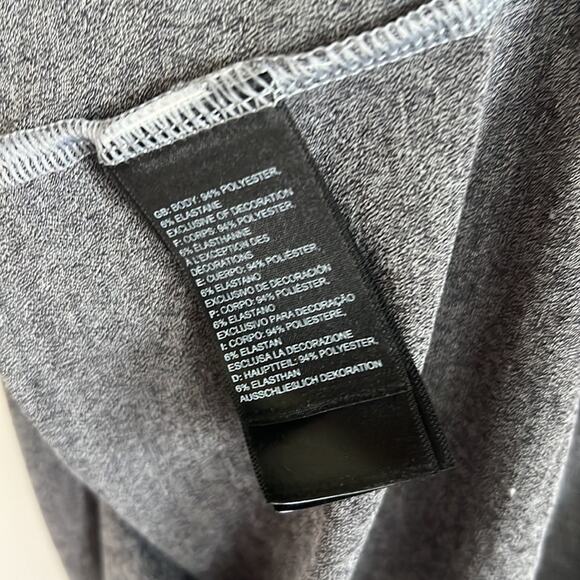 GB: BODY: 94% POLYESTER,
6% ELASTANE
EXCLUSIVE OF DECORATION
F: CORPS: 94% POLYESTER,
6% ÉLASTHANNE
À L'EXCEPTION DES
DÉCORATIONS
E: CUERPO: 94% POLIÉSTER,
6% ELASTANO
EXCLUSIVO DE DECORACIÓN
P: CORPO: 94% POLIÉSTER,
6% ELASTANO
EXCLUSIVO PARA DECORAÇÃO
I: CORPO: 94% POLIESTERE,
6% ELASTAN
ESCLUSA LA DECORAZIONE
D: HAUPTTEIL: 94% POLYESTER,
6% ELASTHAN
AUSSCHLIESLICH DEKORATION